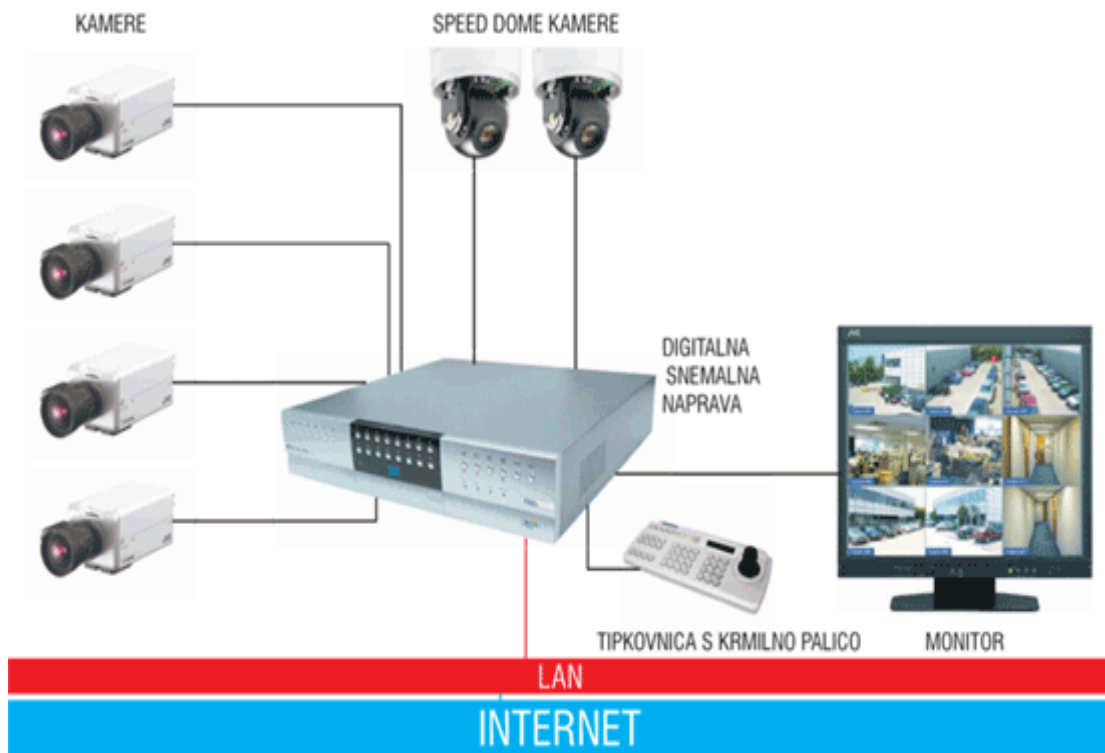 KAMERE
SPEED DOME KAMERE
DIGITALNA
SNEMALNA
NAPRAVA
TIPKOVNICA S KRMILNO PALICO
MONITOR
LAN
INTERNET